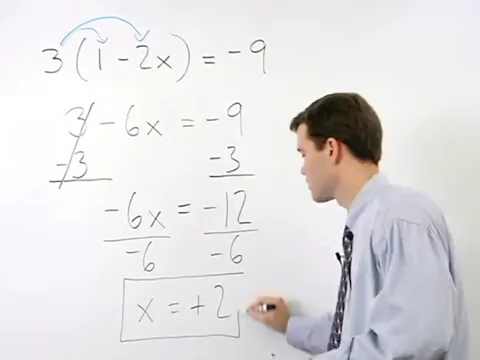 3(1-2x) = -9
3 - 6x = -9
-3 -3
-6x = -12
-6 -6
x = +2